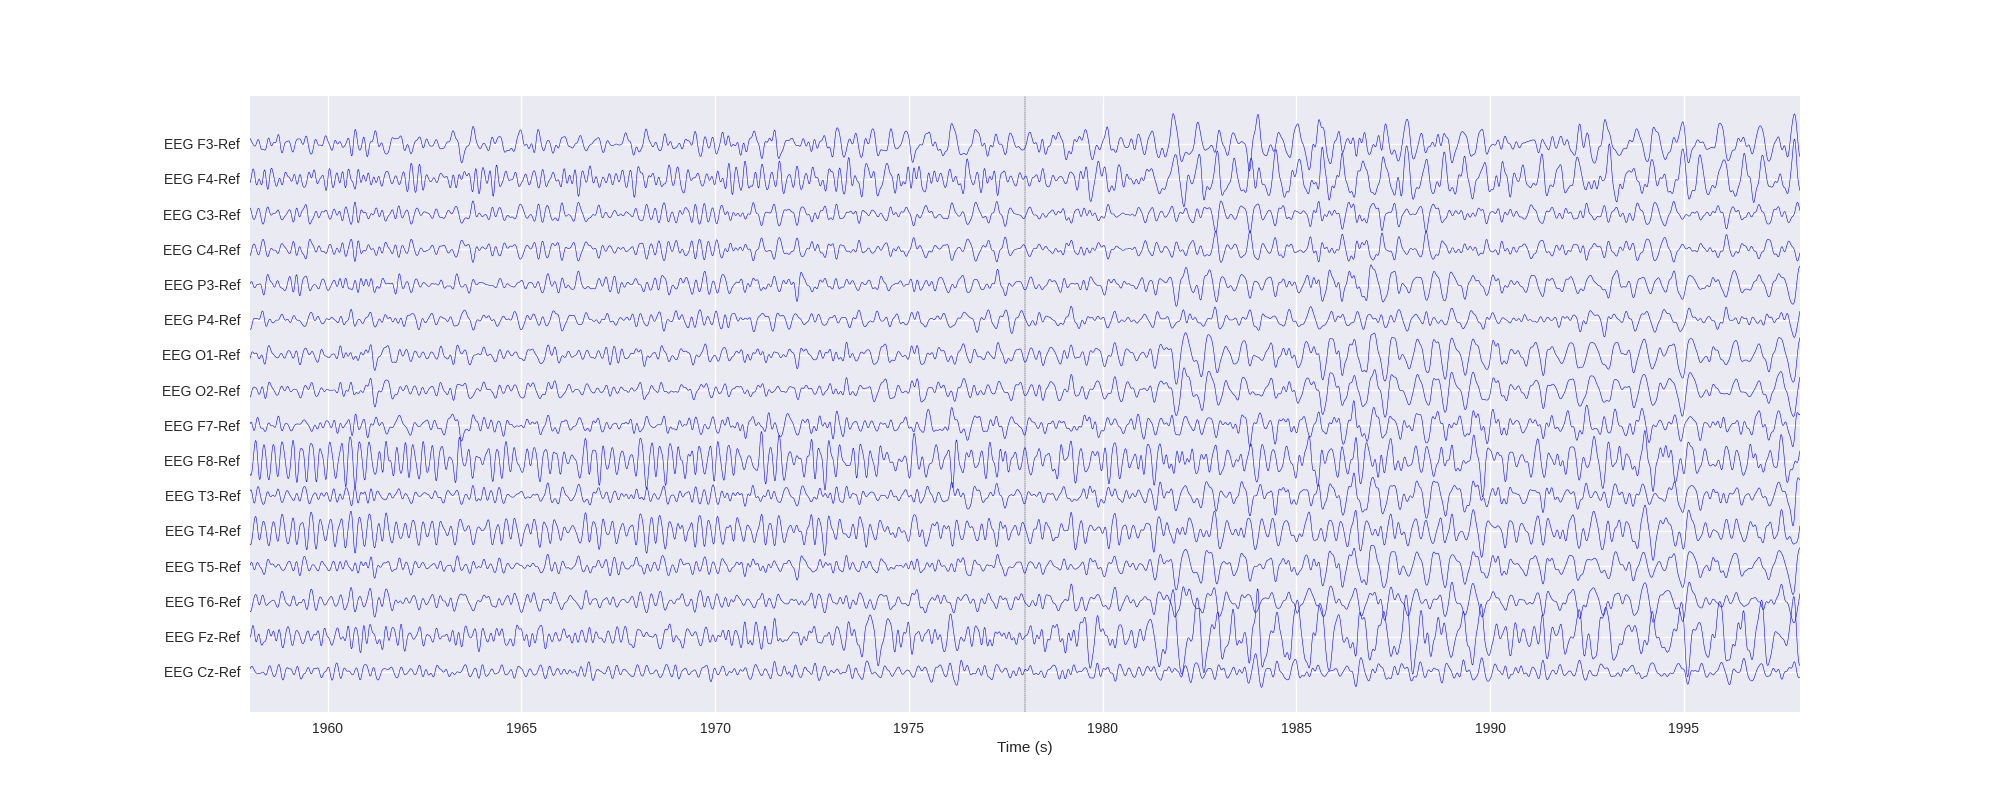 EEG F3-Ref
EEG F4-Ref
EEG C3-Ref
EEG C4-Ref
EEG P3-Ref
EEG P4-Ref
EEG O1-Ref
EEG O2-Ref
EEG F7-Ref
EEG F8-Ref
EEG T3-Ref
EEG T4-Ref
EEG T5-Ref
EEG T6-Ref
EEG Fz-Ref
EEG Cz-Ref
1960 1965 1970 1975 1980 1985 1990 1995
Time (s)